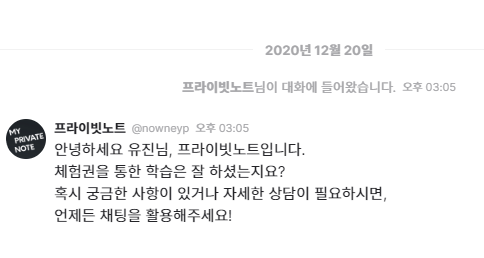 2020년 12월 20일
프라이빗노트님이 대화에 들어왔습니다. 오후 03:05
MY
PRIVATE
NOTE
프라이빗노트 @nowneyp 오후 03:05
안녕하세요 유진님, 프라이빗노트입니다.
체험권을 통한 학습은 잘 하셨는지요?
혹시 궁금한 사항이 있거나 자세한 상담이 필요하시면,
언제든 채팅을 활용해주세요!